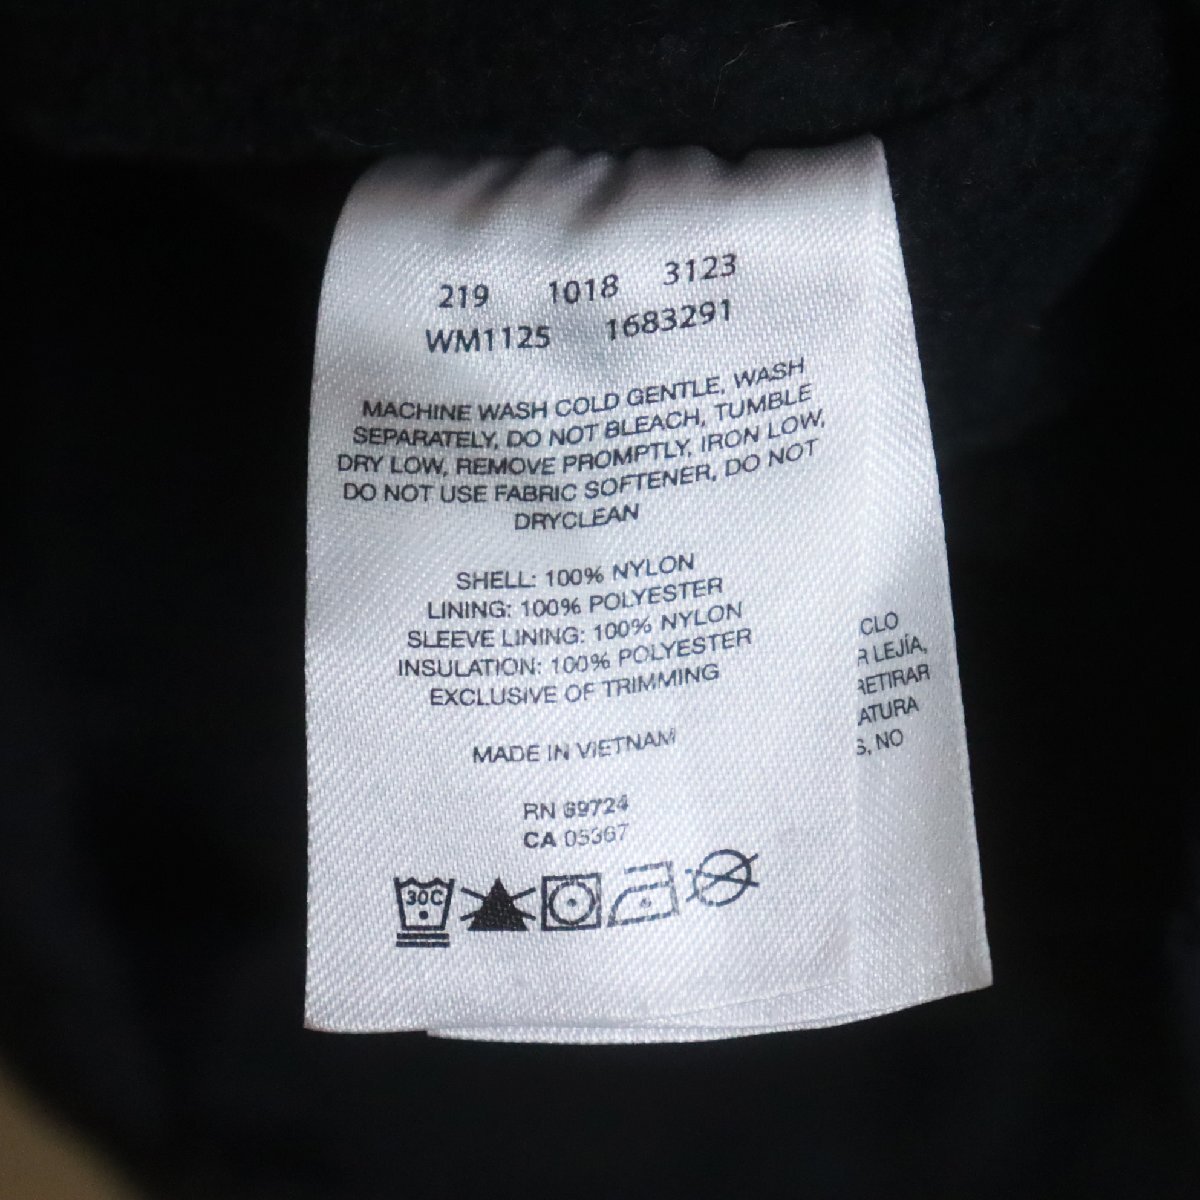 219 1018 3123
WM1125 1683291
MACHINE WASH COLD GENTLE, WASH
SEPARATELY, DO NOT BLEACH, TUMBLE
DRY LOW, REMOVE PROMPTLY, IRON LOW,
DO NOT USE FABRIC SOFTENER, DO NOT
DRYCLEAN
SHELL: 100% NYLON
LINING: 100% POLYESTER
SLEEVE LINING: 100% NYLON
INSULATION: 100% POLYESTER
EXCLUSIVE OF TRIMMING
MADE IN VIETNAM
RN 69724
CA 05367
30C
CLO
R LEJÍA,
RETIRAR
ATURA
S, NO